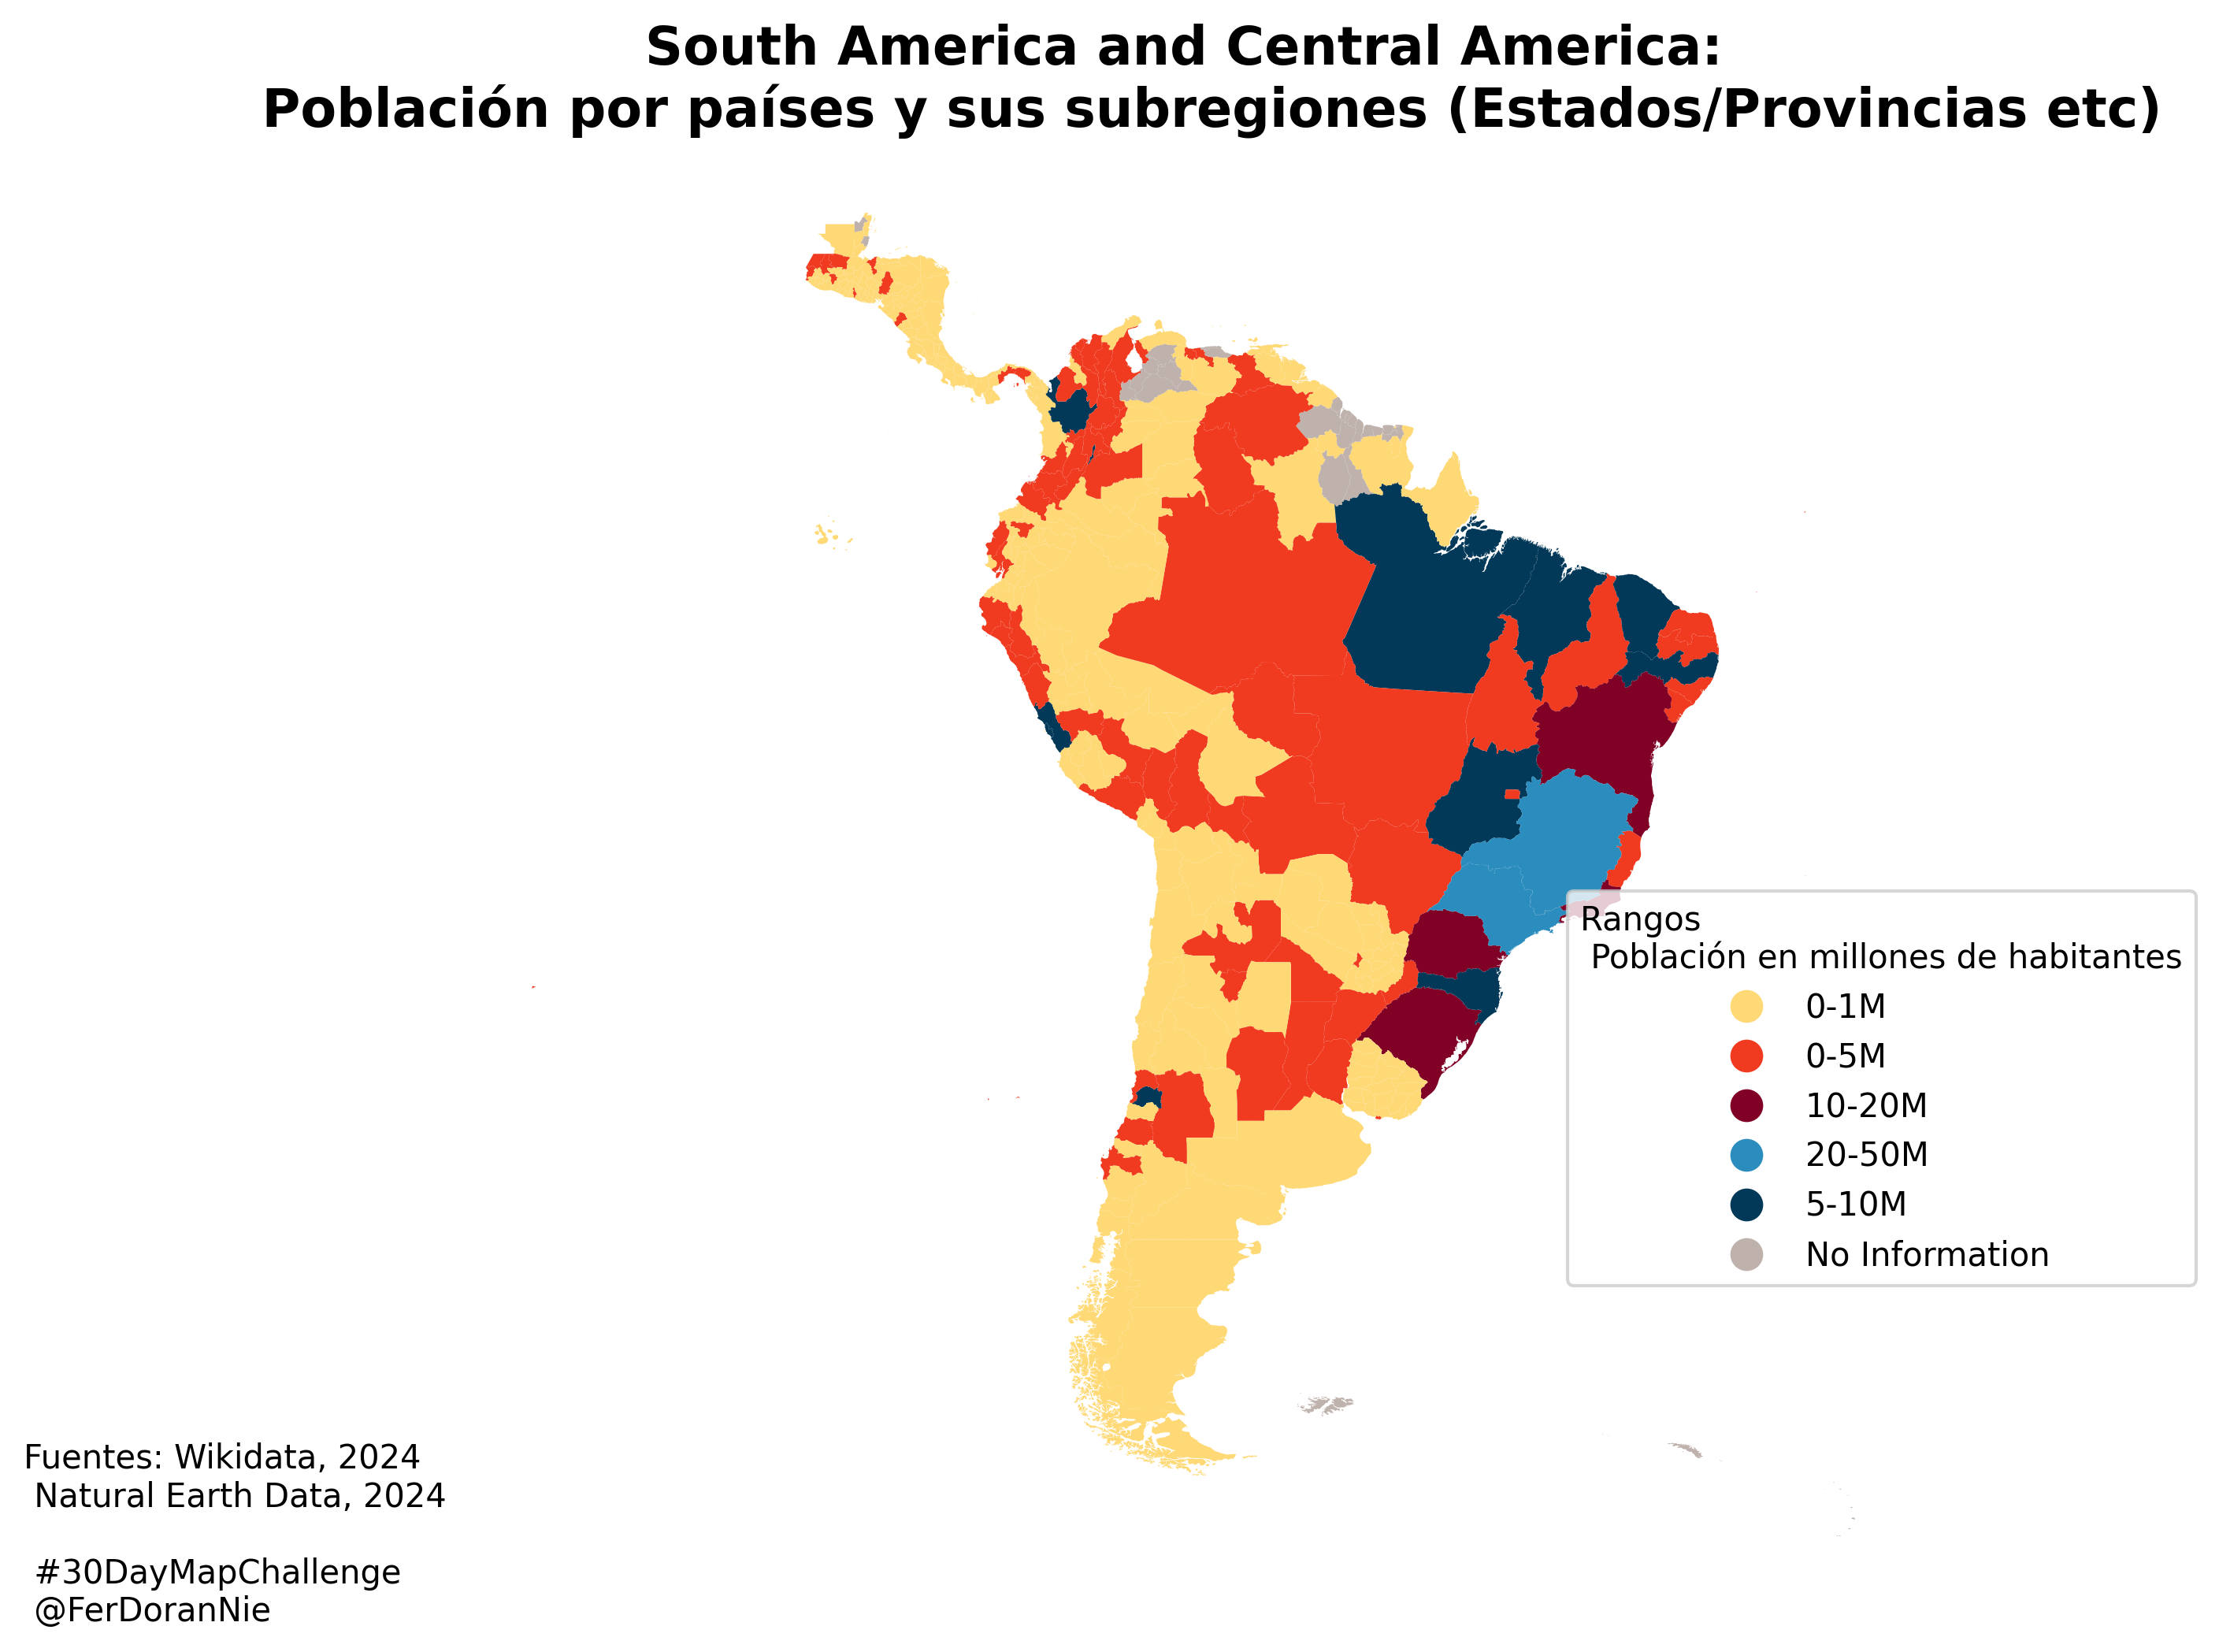 South America and Central America:
Población por países y sus subregiones (Estados/Provincias etc)
Rangos
Población en millones de habitantes
0-1M
0-5M
10-20M
20-50M
5-10M
No Information
Fuentes: Wikidata, 2024
Natural Earth Data, 2024
#30DayMapChallenge
@FerDoranNie